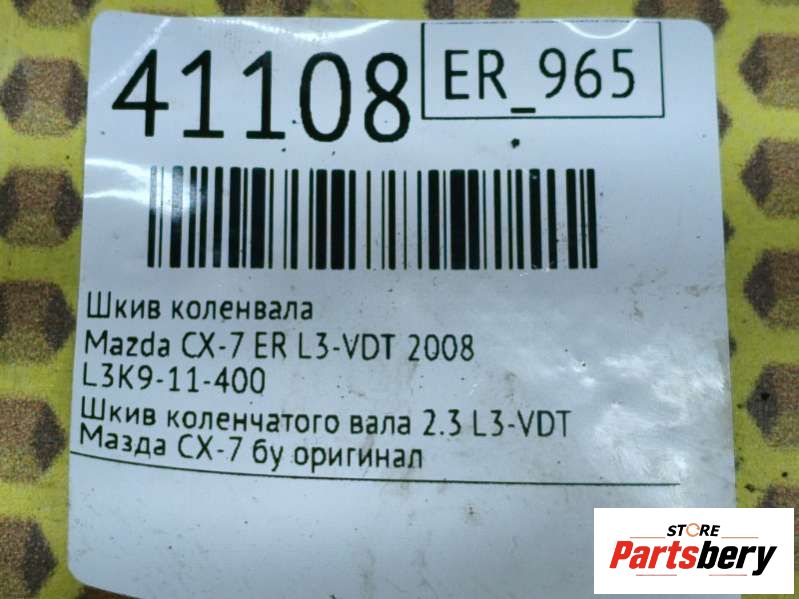 41108
ER_965
Шкив коленвала
Mazda CX-7 ER L3-VDT 2008
L3K9-11-400
Шкив коленчатого вала 2.3 L3-VDT
Мазда СХ-7 бу оригинал
STORE
Partsbery